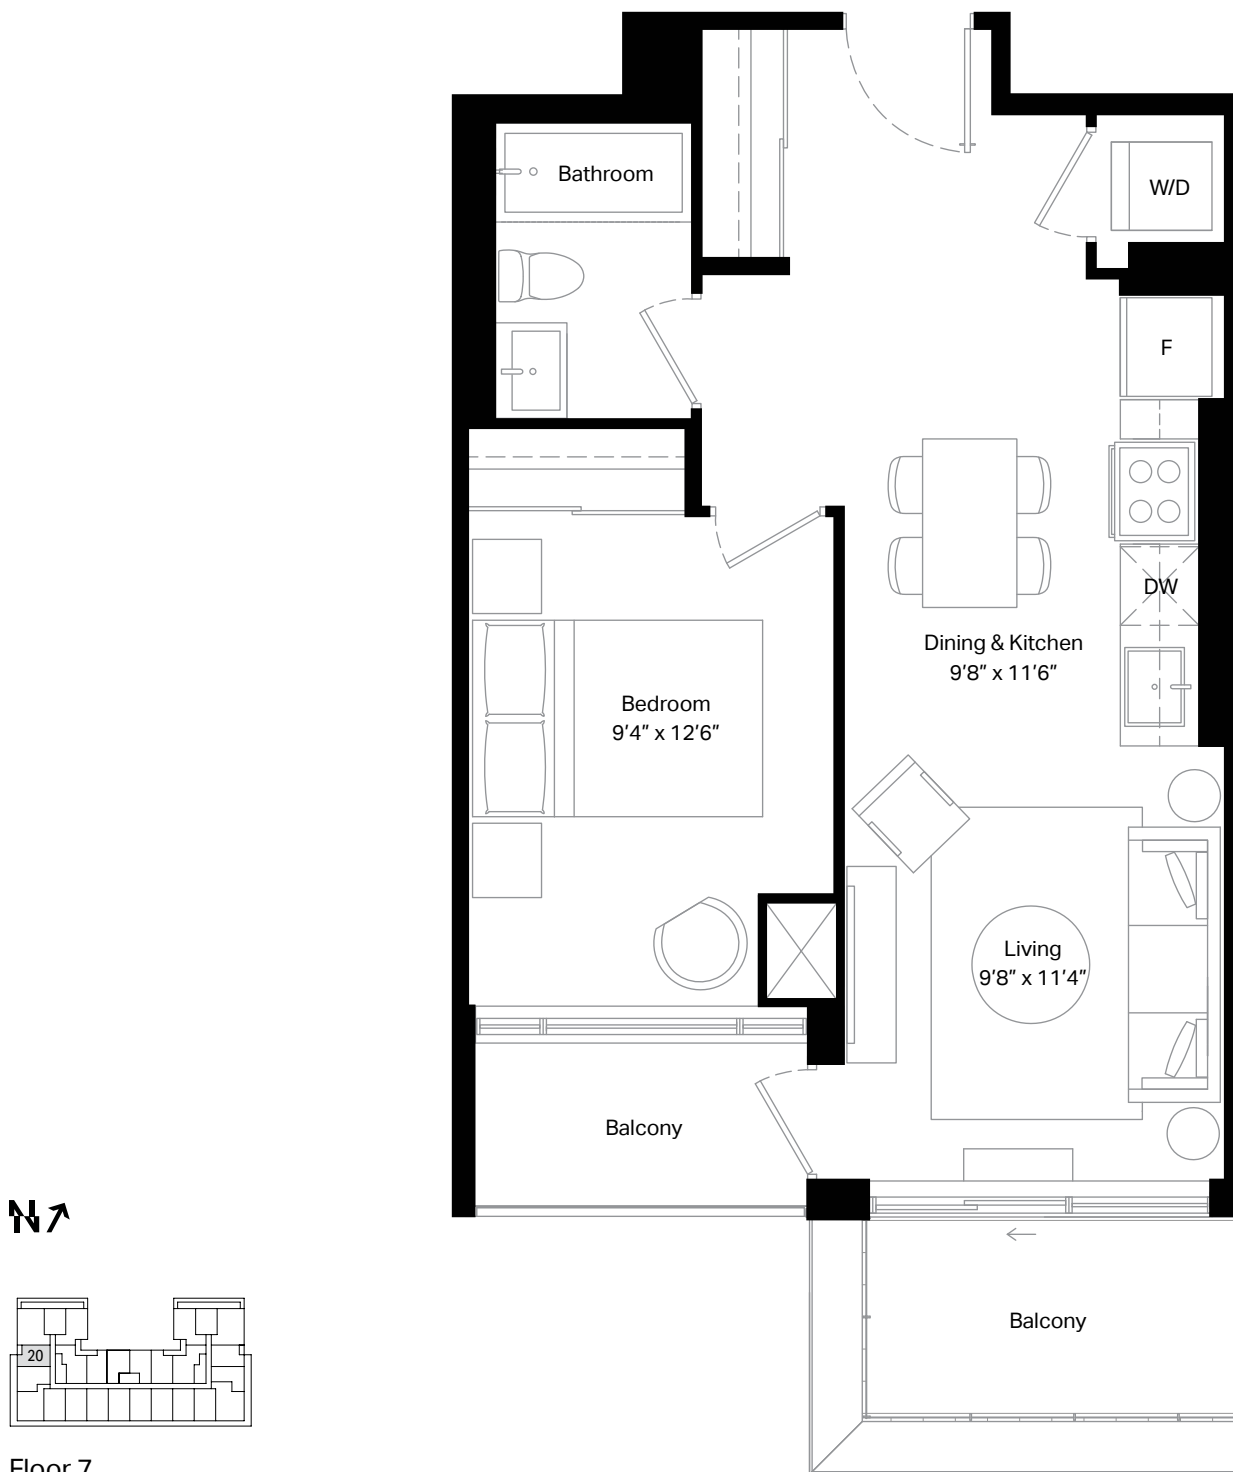 Bathroom
W/D
F
DW
Dining & Kitchen
9′8″ x 11′6″
Bedroom
9′4″ x 12′6″
Living
9′8″ x 11′4″
Balcony
N
Balcony
20
Floor 7